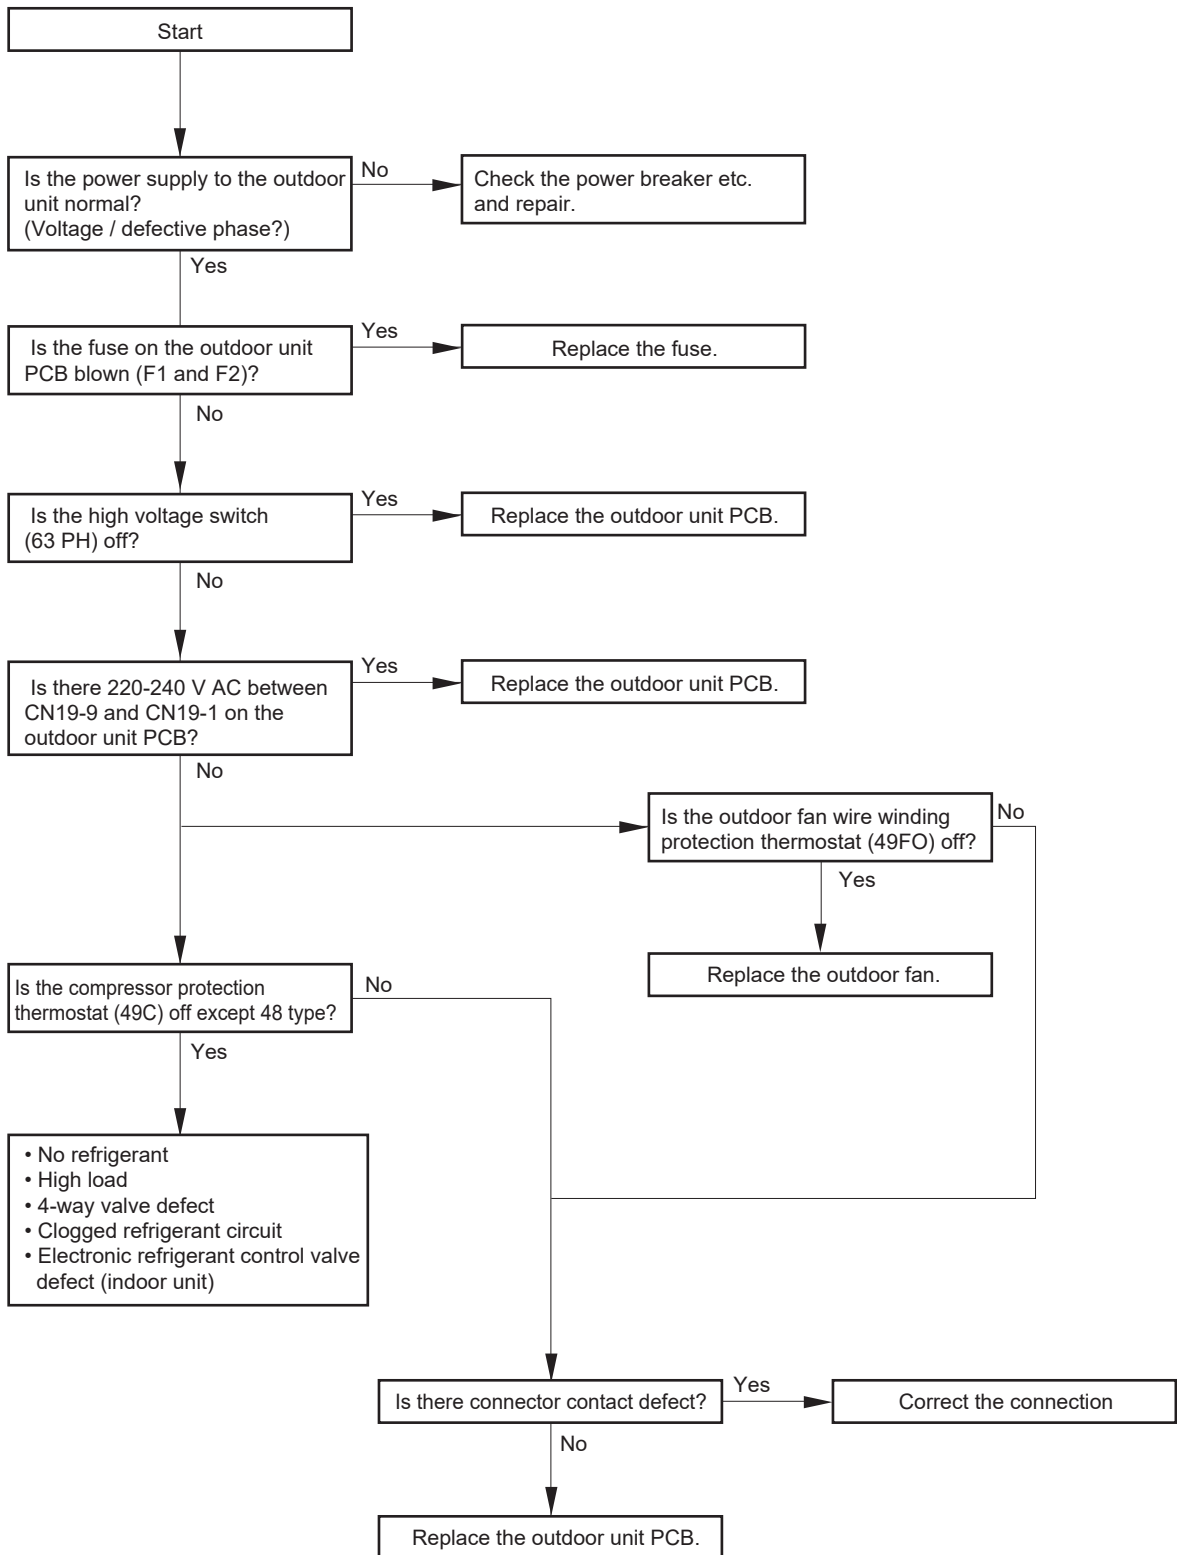 Start
Is the power supply to the outdoor
unit normal?
(Voltage / defective phase?)
No
Check the power breaker etc.
and repair.
Yes
Is the fuse on the outdoor unit
PCB blown (F1 and F2)?
Yes
Replace the fuse.
No
Is the high voltage switch
(63 PH) off?
Yes
Replace the outdoor unit PCB.
No
Is there 220-240 V AC between
CN19-9 and CN19-1 on the
outdoor unit PCB?
Yes
Replace the outdoor unit PCB.
No
Is the outdoor fan wire winding
protection thermostat (49FO) off?
No
Yes
Replace the outdoor fan.
Is the compressor protection
thermostat (49C) off except 48 type?
No
Yes
• No refrigerant
• High load
• 4-way valve defect
• Clogged refrigerant circuit
• Electronic refrigerant control valve
defect (indoor unit)
Is there connector contact defect?
Yes
Correct the connection
No
Replace the outdoor unit PCB.